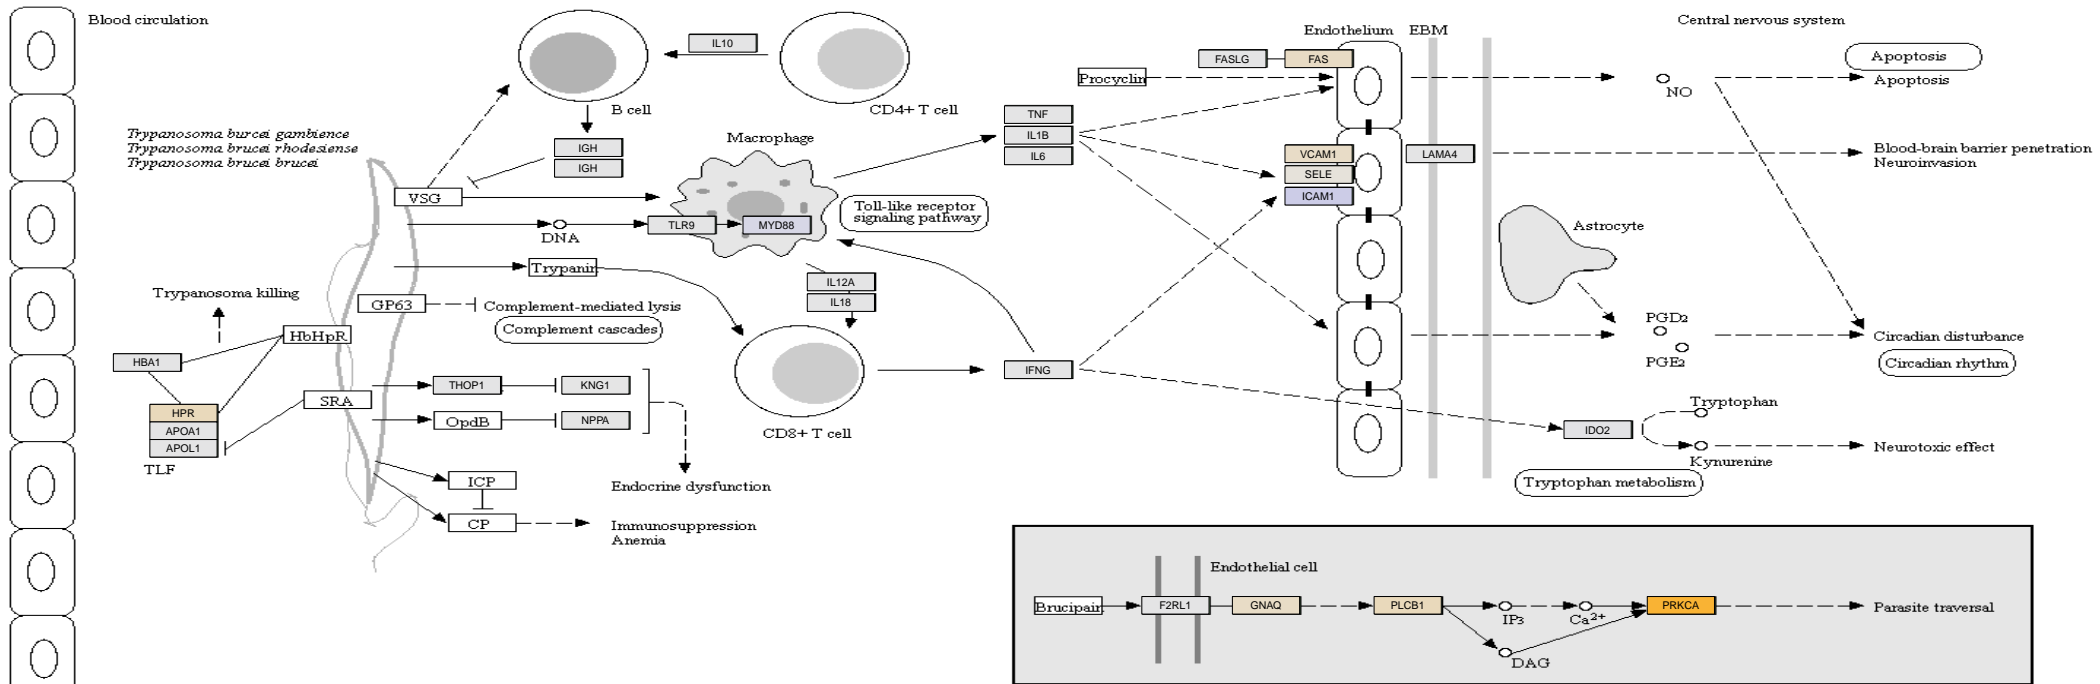 Blood circulation
Central nervous system
Endothelium
EBM
IL10
B cell
CD4+ T cell
FASLG
FAS
Procyclin
NO
Apoptosis
Apoptosis
Trypanosoma burcei gambience
Trypanosoma brucei rhodesiense
Trypanosoma brucei brucei
IGH
IGH
Macrophage
TNF
IL1B
IL6
VCAM1
SELE
ICAM1
LAMA4
Blood-brain barrier penetration
Neuroinvasion
VSG
DNA
TLR9
MYD88
Toll-like receptor
signaling pathway
Astrocyte
Trypanin
IL12A
IL18
Trypanosoma killing
GP63
Complement-mediated lysis
Complement cascades
HbHpR
HBA1
PGD2
PGE2
Circadian disturbance
Circadian rhythm
IFNG
CD8+ T cell
THOP1
KNG1
SRA
OpdB
NPPA
HPR
APOA1
APOL1
TLF
IDO2
Tryptophan
Kynurenine
Tryptophan metabolism
Neurotoxic effect
ICP
CP
Endocrine dysfunction
Immunosuppression
Anemia
Endothelial cell
Brucipain
F2RL1
GNAQ
PLCB1
IP3
Ca2+
DAG
PRKCA
Parasite traversal